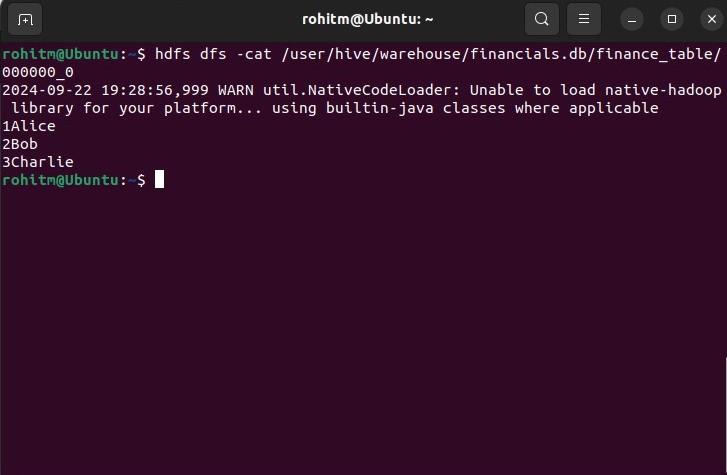 rohitm@Ubuntu: ~
rohitm@Ubuntu:~$ hdfs dfs -cat /user/hive/warehouse/financials.db/finance_table/
000000_0
2024-09-22 19:28:56,999 WARN util.NativeCodeLoader: Unable to load native-hadoop
 library for your platform... using builtin-java classes where applicable
1Alice
2Bob
3Charlie
rohitm@Ubuntu:~$